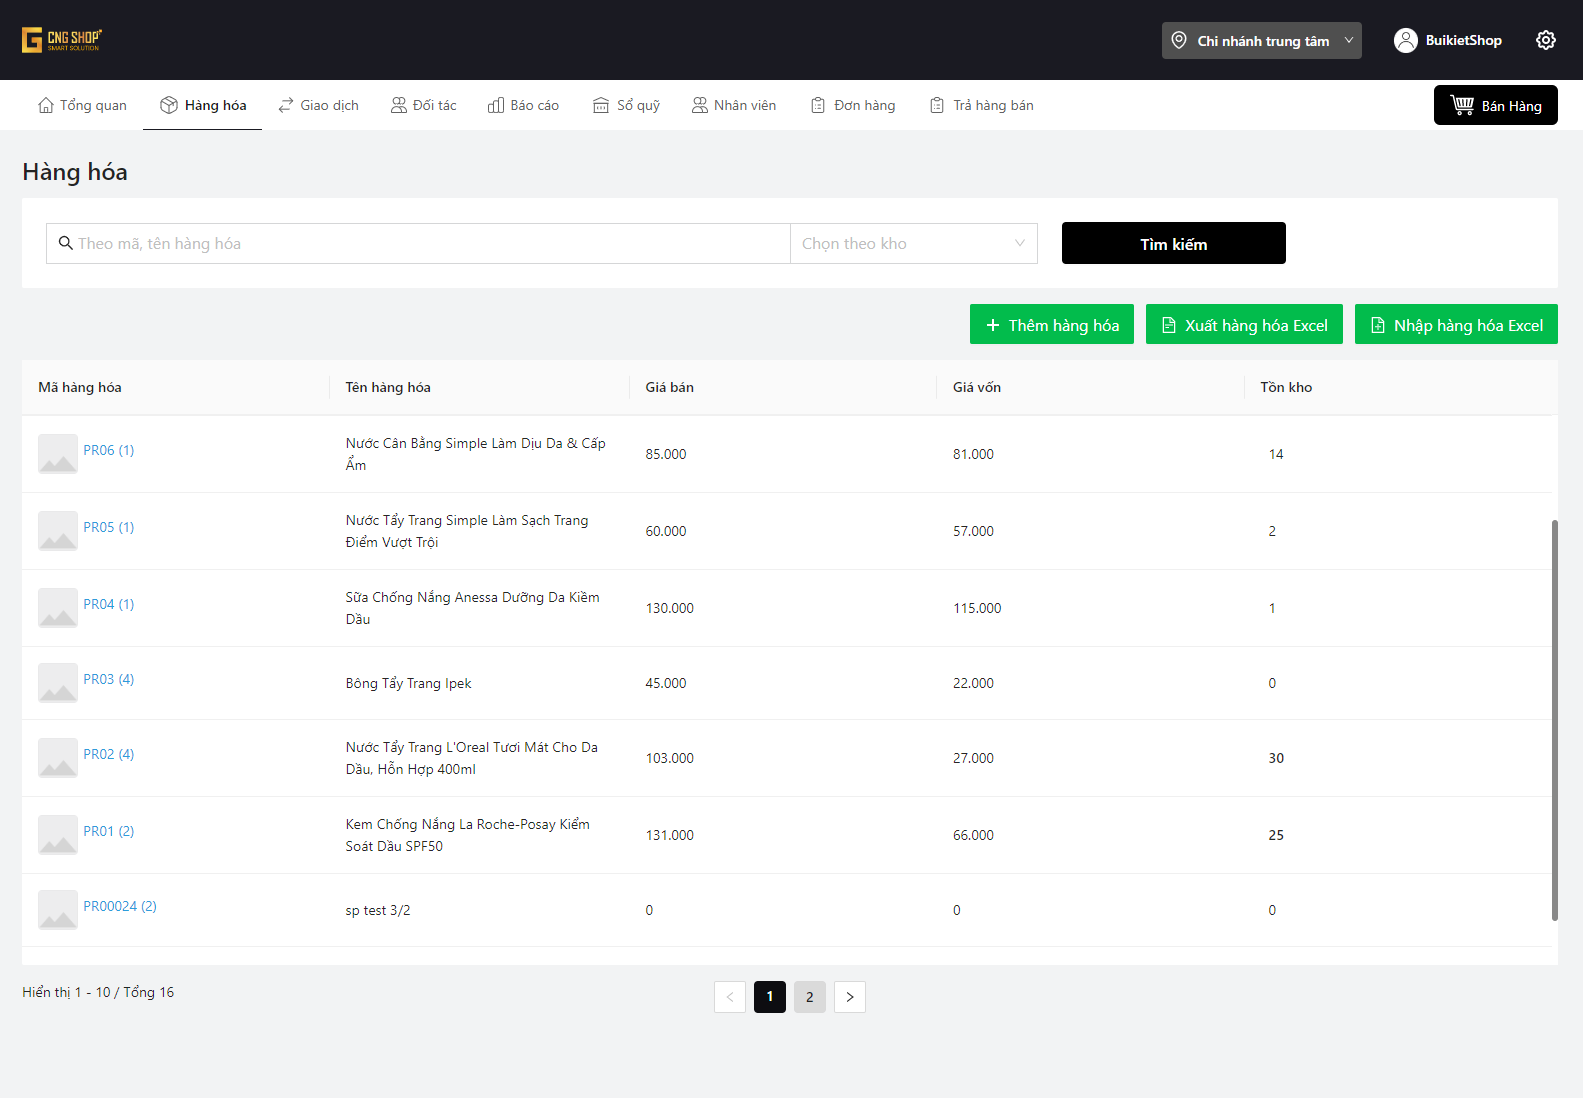 CNG SHOP
SMART SOLUTION
Chi nhánh trung tâm
BuikietShop
Tổng quan
Hàng hóa
Giao dịch
Đối tác
Báo cáo
Sổ quỹ
Nhân viên
Đơn hàng
Trả hàng bán
Bán Hàng
Hàng hóa
Theo mã, tên hàng hóa
Chọn theo kho
Tìm kiếm
Thêm hàng hóa
Xuất hàng hóa Excel
Nhập hàng hóa Excel
Mã hàng hóa
Tên hàng hóa
Giá bán
Giá vốn
Tồn kho
PR06 (1)
Nước Cân Bằng Simple Làm Dịu Da & Cấp
Ẩm
85.000
81.000
14
PR05 (1)
Nước Tẩy Trang Simple Làm Sạch Trang
Điểm Vượt Trội
60.000
57.000
2
PR04 (1)
Sữa Chống Nắng Anessa Dưỡng Da Kiềm
Dầu
130.000
115.000
1
PR03 (4)
Bông Tẩy Trang Ipek
45.000
22.000
0
PR02 (4)
Nước Tẩy Trang L'Oreal Tươi Mát Cho Da
Dầu, Hỗn Hợp 400ml
103.000
27.000
30
PR01 (2)
Kem Chống Nắng La Roche-Posay Kiểm
Soát Dầu SPF50
131.000
66.000
25
PR00024 (2)
sp test 3/2
0
0
0
Hiển thị 1 - 10 / Tổng 16
1
2